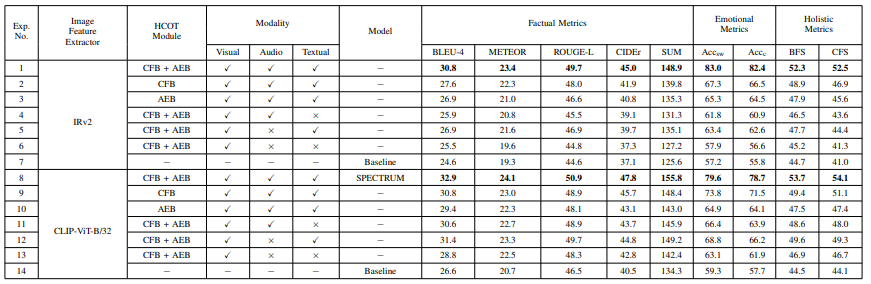 Exp. No. Image Feature Extractor HCOT Module Modality Model Factual Metrics Emotional Metrics Holistic Metrics
Visual Audio Textual BLEU-4 METEOR ROUGE-L CIDEr SUM Acc_sw Acc_c BFS CFS
1 CFB + AEB ✓ ✓ ✓ − 30.8 23.4 49.7 45.0 148.9 83.0 82.4 52.3 52.5
2 CFB ✓ ✓ ✓ − 27.6 22.3 48.0 41.9 139.8 67.3 66.5 48.9 46.9
3 AEB ✓ ✓ ✓ − 26.9 21.0 46.6 40.8 135.3 65.3 64.5 47.9 45.6
IRv2
4 CFB + AEB ✓ ✓ × − 25.9 20.8 45.5 39.1 131.3 61.8 60.9 46.5 43.6
5 CFB + AEB ✓ × ✓ − 26.9 21.6 46.9 39.7 135.1 63.4 62.6 47.7 44.4
6 CFB + AEB ✓ × × − 25.5 19.6 44.8 37.3 127.2 57.9 56.6 45.2 41.3
7 − − − − Baseline 24.6 19.3 44.6 37.1 125.6 57.2 55.8 44.7 41.0
8 CFB + AEB ✓ ✓ ✓ SPECTRUM 32.9 24.1 50.9 47.8 155.8 79.6 78.7 53.7 54.1
9 CFB ✓ ✓ ✓ − 30.8 23.0 48.9 45.7 148.4 73.8 71.5 49.4 51.1
10 AEB ✓ ✓ ✓ − 29.4 22.3 48.1 43.1 143.0 64.9 64.1 47.5 47.4
CLIP-ViT-B/32
11 CFB + AEB ✓ ✓ × − 30.6 22.7 48.9 43.7 145.9 66.4 63.9 48.6 48.0
12 CFB + AEB ✓ × ✓ − 31.4 23.3 49.7 44.8 149.2 68.8 66.2 49.6 49.3
13 CFB + AEB ✓ × × − 28.8 22.5 48.3 42.8 142.4 63.1 61.9 46.9 46.7
14 − − − − Baseline 26.6 20.7 46.5 40.5 134.3 59.3 57.7 44.5 44.1